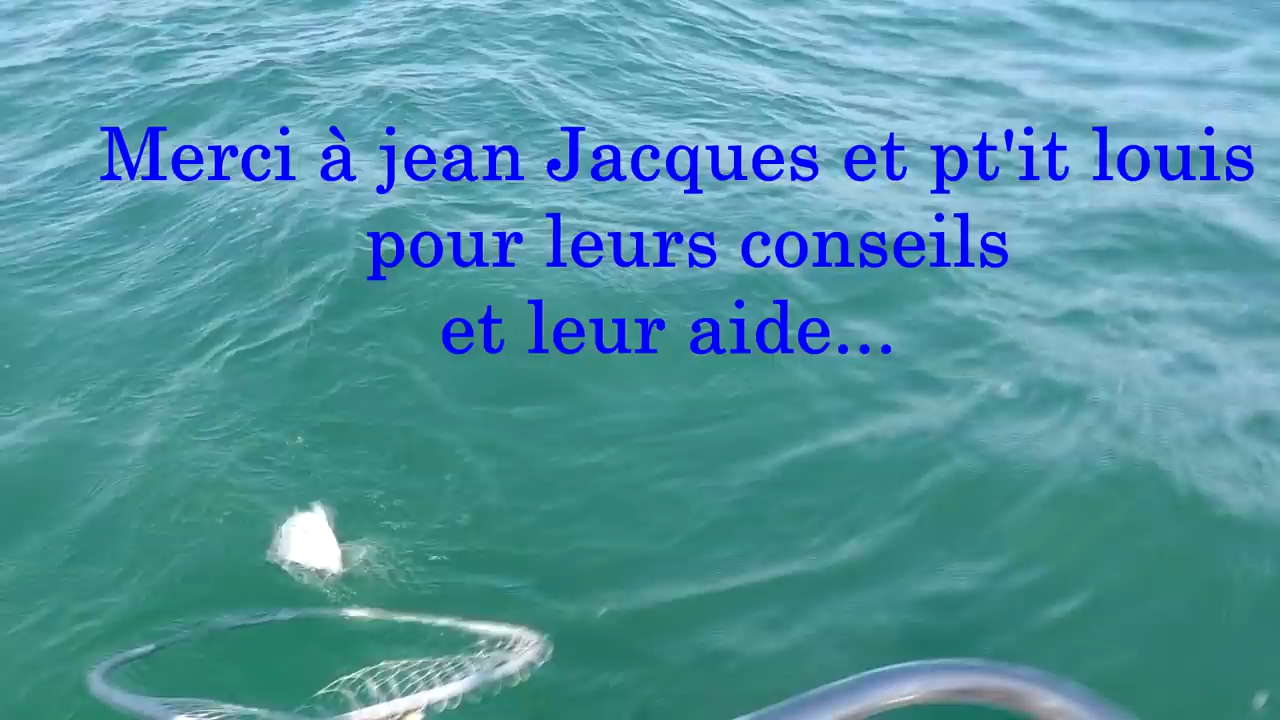 Merci à jean Jacques et pt'it louis
pour leurs conseils
et leur aide...